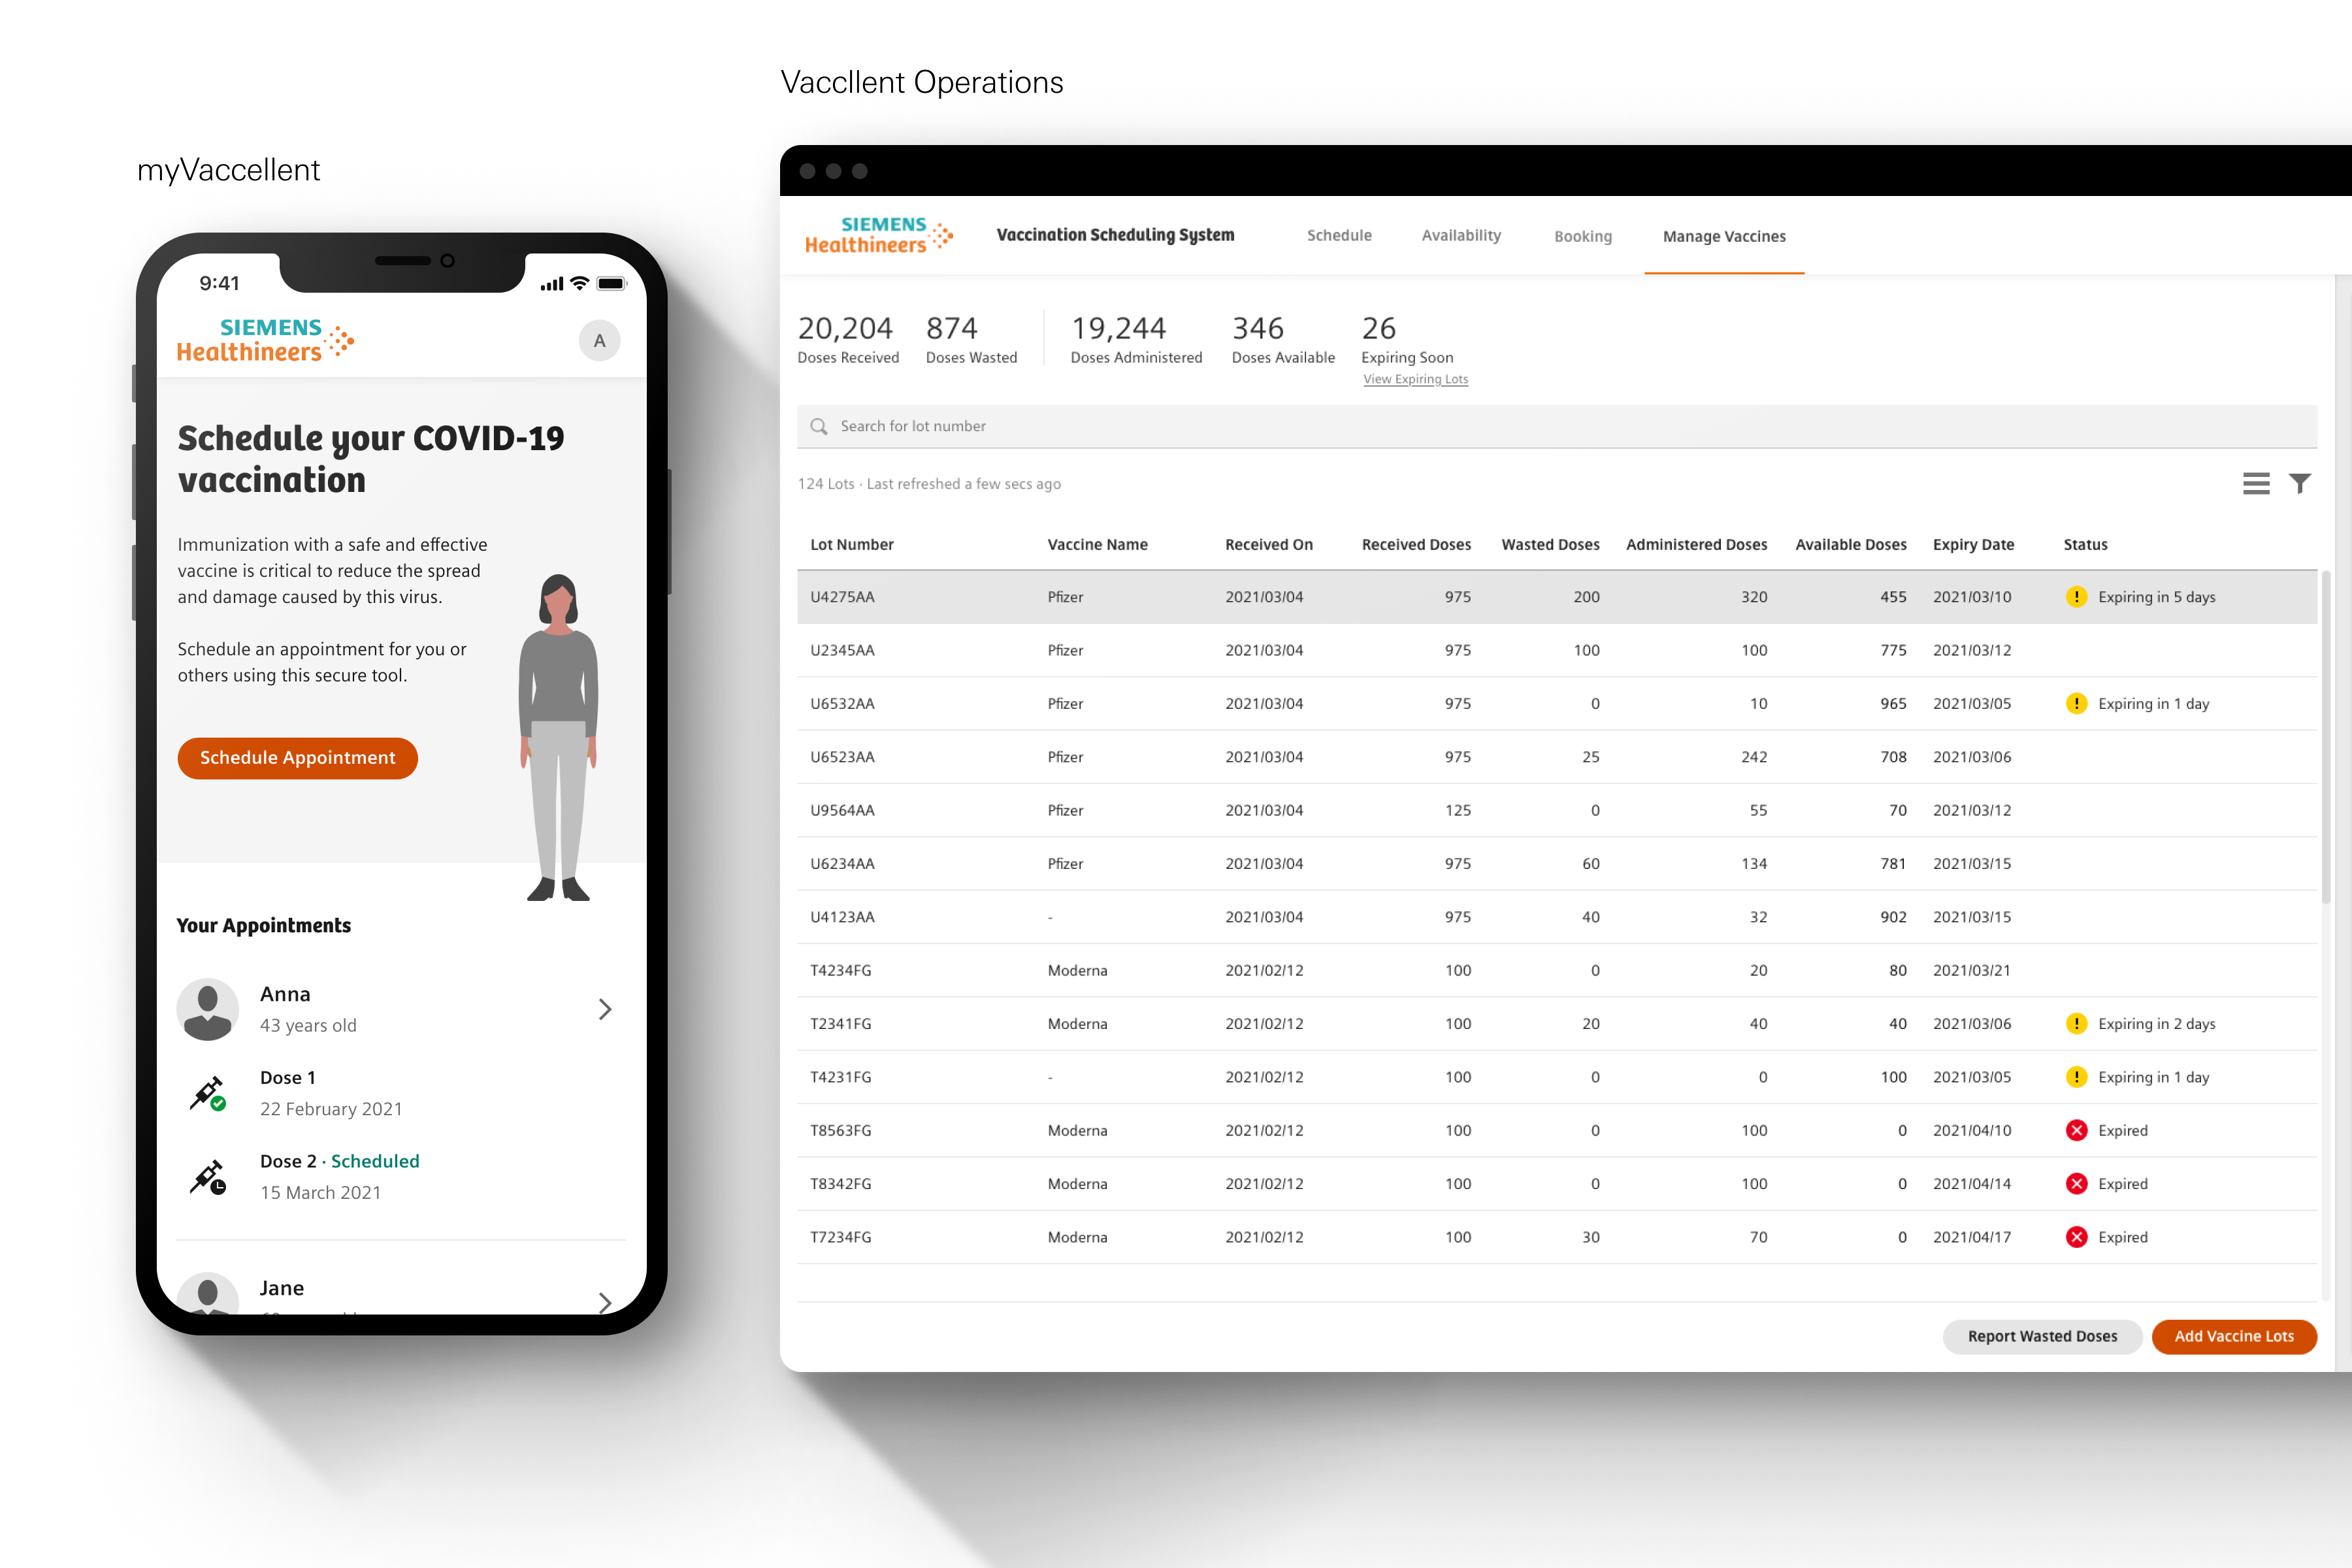 Vaccllent Operations
myVaccellent
9:41
SIEMENS
Healthineers
A
Schedule your COVID-19
vaccination
Immunization with a safe and effective
vaccine is critical to reduce the spread
and damage caused by this virus.
Schedule an appointment for you or
others using this secure tool.
Schedule Appointment
Your Appointments
Anna
43 years old
Dose 1
22 February 2021
Dose 2 · Scheduled
15 March 2021
Jane
SIEMENS
Healthineers
Vaccination Scheduling System Schedule Availability Booking Manage Vaccines
20,204 874 19,244 346 26
Doses Received Doses Wasted Doses Administered Doses Available Expiring Soon
View Expiring Lots
Search for lot number
124 Lots · Last refreshed a few secs ago
Lot Number Vaccine Name Received On Received Doses Wasted Doses Administered Doses Available Doses Expiry Date Status
U4275AA Pfizer 2021/03/04 975 200 320 455 2021/03/10 ! Expiring in 5 days
U2345AA Pfizer 2021/03/04 975 100 100 775 2021/03/12
U6532AA Pfizer 2021/03/04 975 0 10 965 2021/03/05 ! Expiring in 1 day
U6523AA Pfizer 2021/03/04 975 25 242 708 2021/03/06
U9564AA Pfizer 2021/03/04 125 0 55 70 2021/03/12
U6234AA Pfizer 2021/03/04 975 60 134 781 2021/03/15
U4123AA - 2021/03/04 975 40 32 902 2021/03/15
T4234FG Moderna 2021/02/12 100 0 20 80 2021/03/21
T2341FG Moderna 2021/02/12 100 20 40 40 2021/03/06 ! Expiring in 2 days
T4231FG - 2021/02/12 100 0 0 100 2021/03/05 ! Expiring in 1 day
T8563FG Moderna 2021/02/12 100 0 100 0 2021/04/10 Expired
T8342FG Moderna 2021/02/12 100 0 100 0 2021/04/14 Expired
T7234FG Moderna 2021/02/12 100 30 70 0 2021/04/17 Expired
Report Wasted Doses Add Vaccine Lots